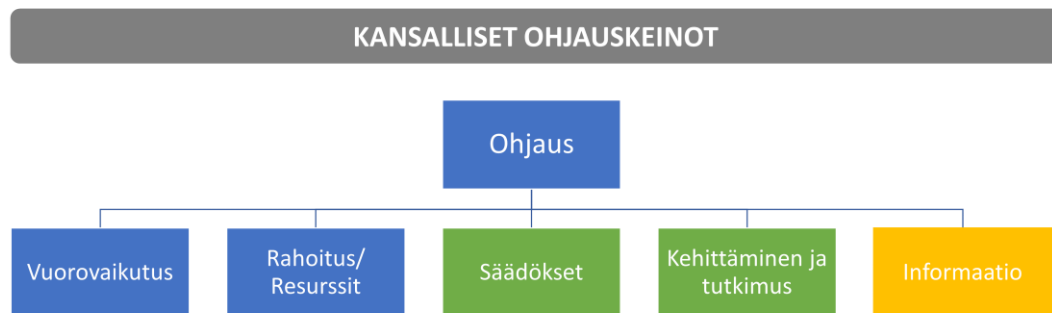 KANSALLISET OHJAUSKEINOT
Ohjaus
Vuorovaikutus
Rahoitus/
Resurssit
Säädökset
Kehittäminen ja
tutkimus
Informaatio